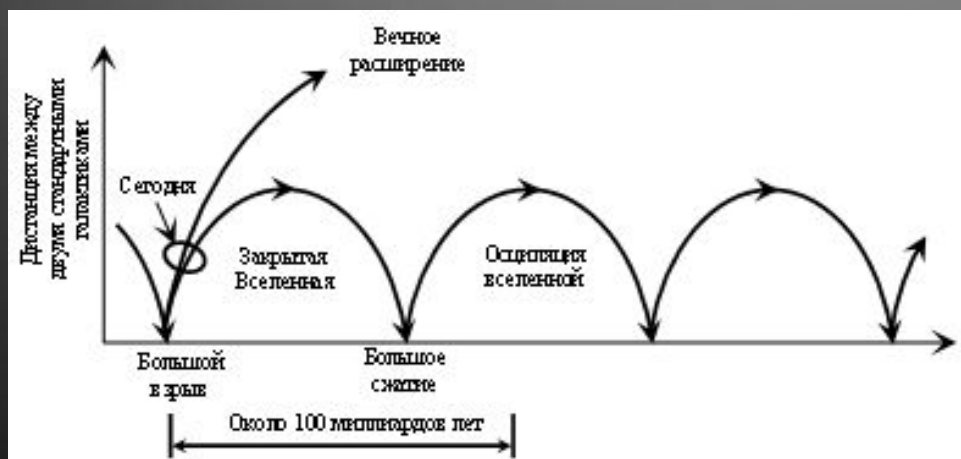 Вечное
расширение
Дистанция между
двумя стандартными
галактиками
Сегодня
Закрытая
Вселенная
Осциляция
вселенной
Большой
взрыв
Большое
сжатие
Около 100 миллиардов лет